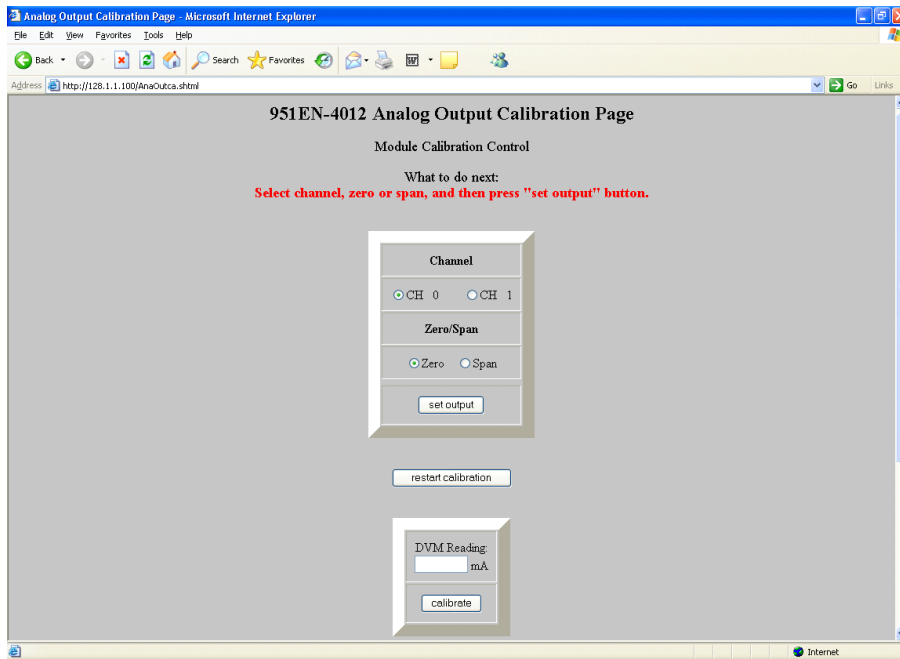 Analog Output Calibration Page - Microsoft Internet Explorer
File Edit View Favorites Tools Help
Back Search Favorites
Address http://128.1.1.100/AnaOutca.shtml Go Links
951EN-4012 Analog Output Calibration Page
Module Calibration Control
What to do next:
Select channel, zero or span, and then press "set output" button.
Channel
CH 0 CH 1
Zero/Span
Zero Span
set output
restart calibration
DVM Reading:
mA
calibrate
Internet